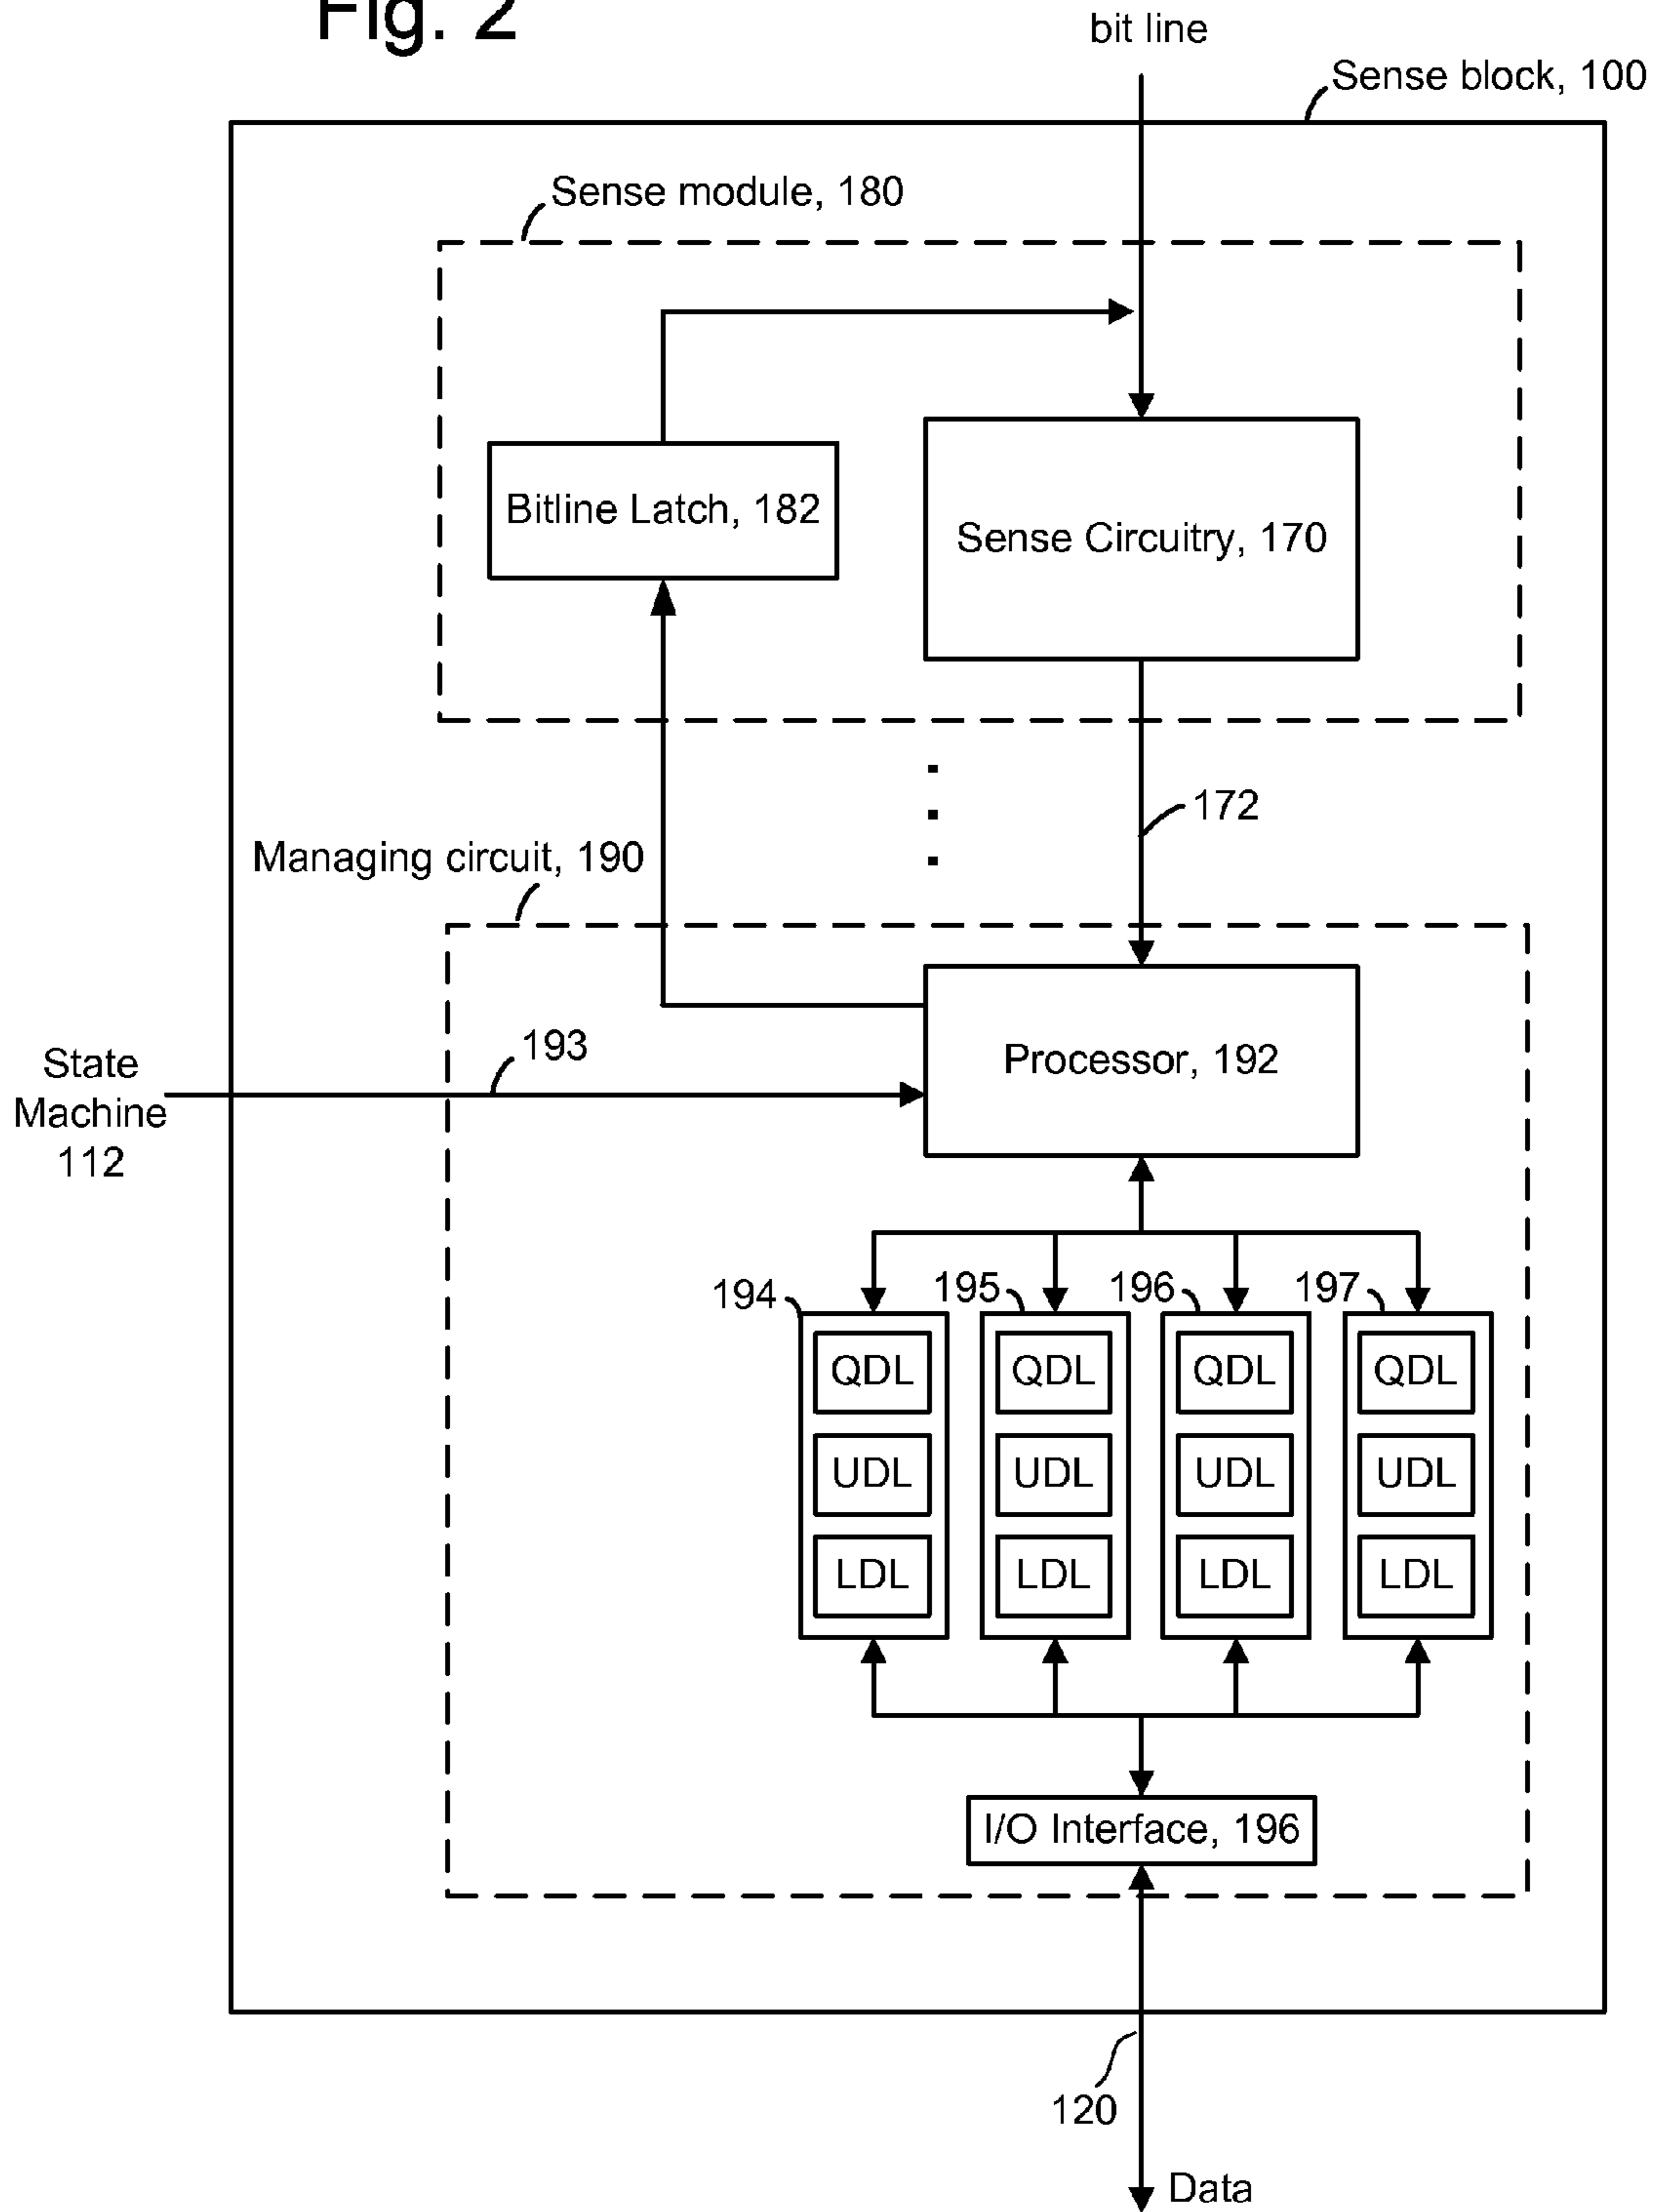 Fig. 2
bit line
Sense block, 100
Sense module, 180
Bitline Latch, 182
Sense Circuitry, 170
172
Managing circuit, 190
Processor, 192
193
State
Machine
112
194
195
196
197
QDL QDL QDL QDL
UDL UDL UDL UDL
LDL LDL LDL LDL
I/O Interface, 196
120
Data